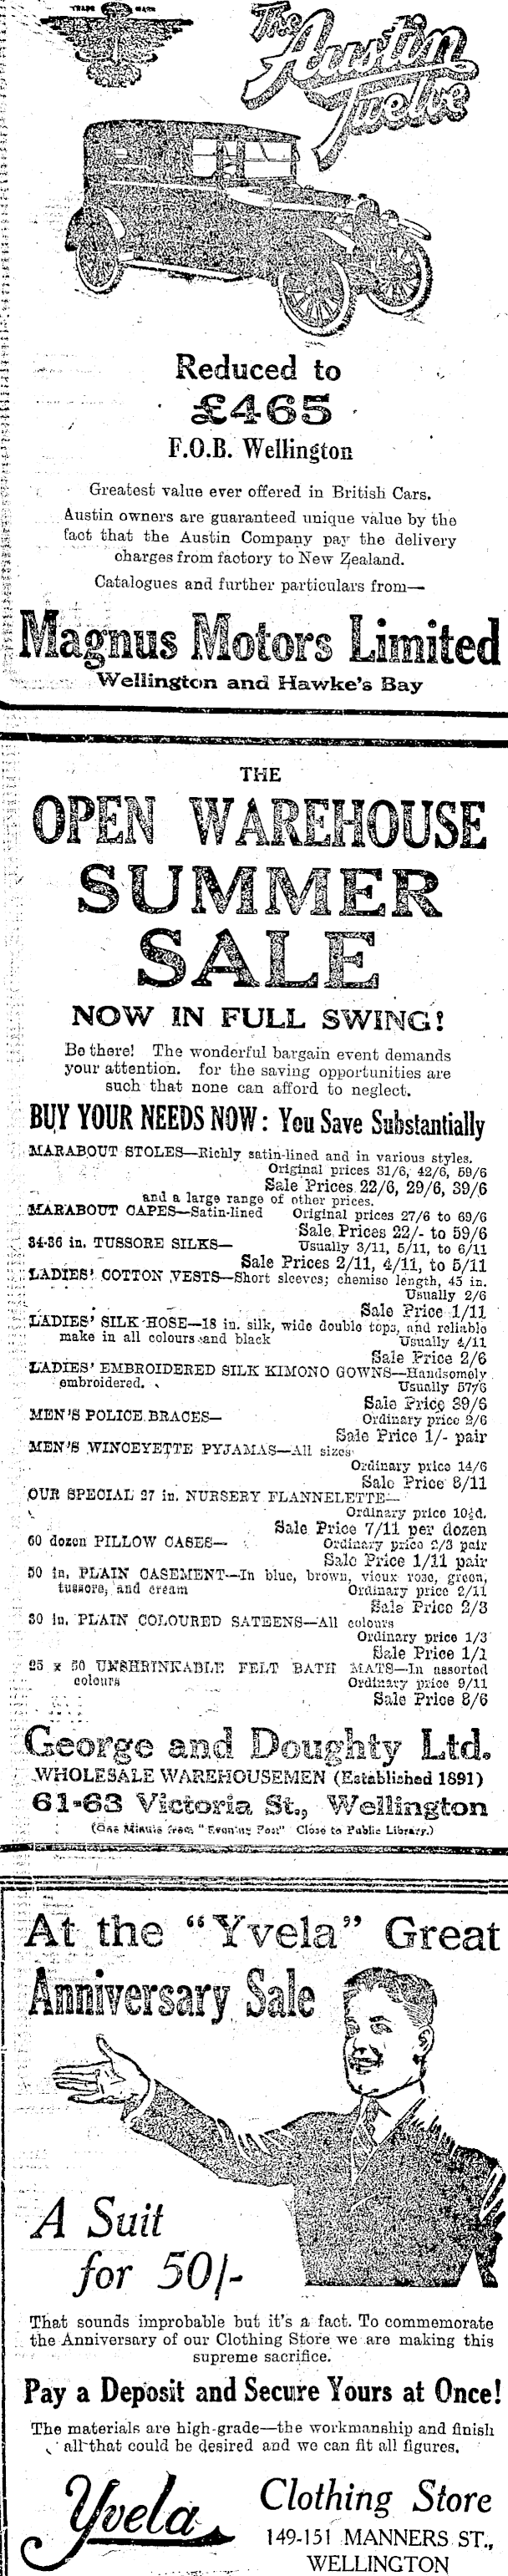 TRADE MARK
The Austin Twelve
Reduced to
£465
F.O.B. Wellington
Greatest value ever offered in British Cars.
Austin owners are guaranteed unique value by the
fact that the Austin Company pay the delivery
charges from factory to New Zealand.
Catalogues and further particulars from—
Magnus Motors Limited
Wellington and Hawke's Bay
THE
OPEN WAREHOUSE
SUMMER
SALE
NOW IN FULL SWING!
Be there! The wonderful bargain event demands
your attention. for the saving opportunities are
such that none can afford to neglect.
BUY YOUR NEEDS NOW: You Save Substantially
MARABOUT STOLES—Richly satin-lined and in various styles.
Original prices 31/6, 42/6, 59/6
Sale Prices 22/6, 29/6, 39/6
and a large range of other prices.
MARABOUT CAPES—Satin-lined Original prices 27/6 to 69/6
Sale Prices 22/- to 59/6
34-36 in. TUSSORE SILKS— Usually 3/11, 5/11, to 6/11
Sale Prices 2/11, 4/11, to 5/11
LADIES' COTTON VESTS—Short sleeves; chemise length, 45 in.
Usually 2/6
Sale Price 1/11
LADIES' SILK HOSE—18 in. silk, wide double tops, and reliable
make in all colours and black Usually 4/11
Sale Price 2/6
LADIES' EMBROIDERED SILK KIMONO GOWNS—Handsomely
embroidered. Usually 57/6
Sale Price 39/6
MEN'S POLICE BRACES— Ordinary price 2/6
Sale Price 1/- pair
MEN'S WINCEYETTE PYJAMAS—All sizes
Ordinary price 14/6
Sale Price 8/11
OUR SPECIAL 27 in. NURSERY FLANNELETTE—
Ordinary price 10½d.
Sale Price 7/11 per dozen
60 dozen PILLOW CASES— Ordinary price 2/3 pair
Sale Price 1/11 pair
50 in. PLAIN CASEMENT—In blue, brown, vieux rose, green,
tussore, and cream Ordinary price 2/11
Sale Price 2/3
30 in. PLAIN COLOURED SATEENS—All colours
Ordinary price 1/3
Sale Price 1/1
25 x 50 UNSHRINKABLE FELT BATH MATS—In assorted
colours Ordinary price 9/11
Sale Price 8/6
George and Doughty Ltd.
WHOLESALE WAREHOUSEMEN (Established 1891)
61-63 Victoria St., Wellington
(One Minute from "Evening Post" Close to Public Library.)
At the "Yvela" Great
Anniversary Sale
A Suit
for 50/-
That sounds improbable but it's a fact. To commemorate
the Anniversary of our Clothing Store we are making this
supreme sacrifice.
Pay a Deposit and Secure Yours at Once!
The materials are high-grade—the workmanship and finish
all that could be desired and we can fit all figures.
Yvela Clothing Store
149-151 MANNERS ST.,
WELLINGTON